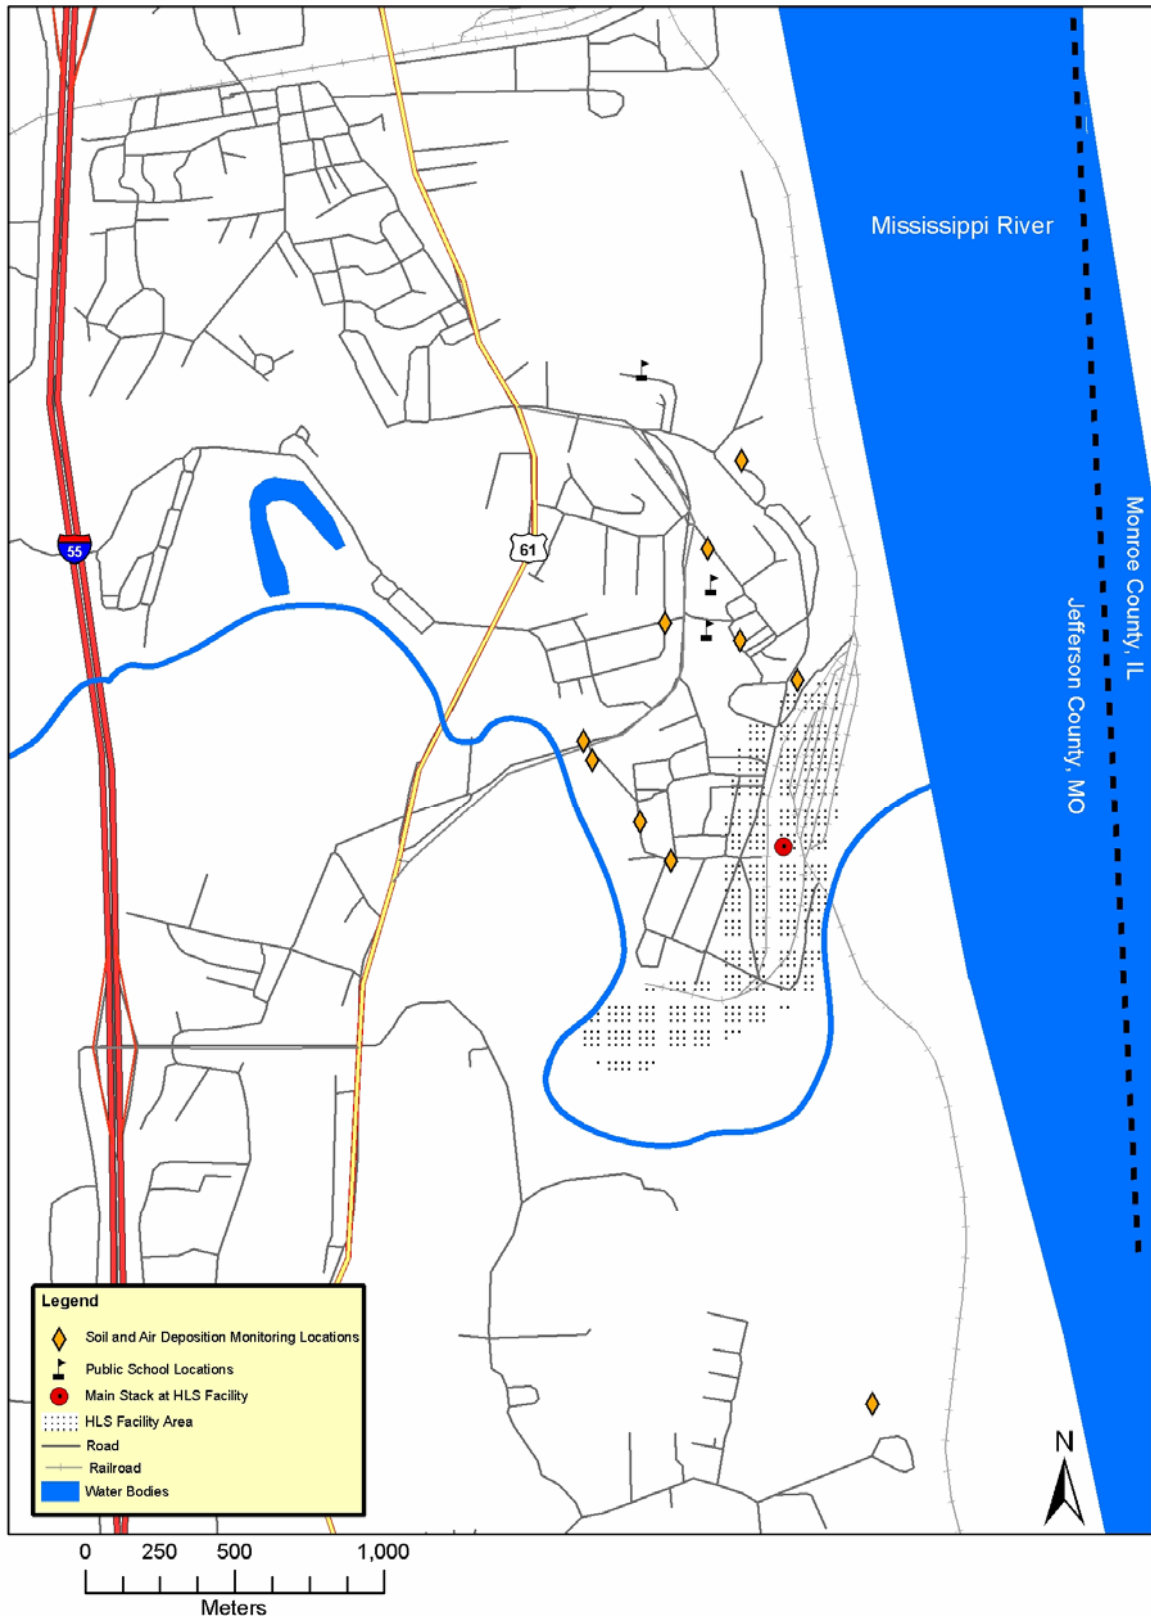 Mississippi River
Monroe County, IL
Jefferson County, MO
55
61
Legend
Soil and Air Deposition Monitoring Locations
Public School Locations
Main Stack at HLS Facility
HLS Facility Area
Road
Railroad
Water Bodies
N
0 250 500 1,000
Meters